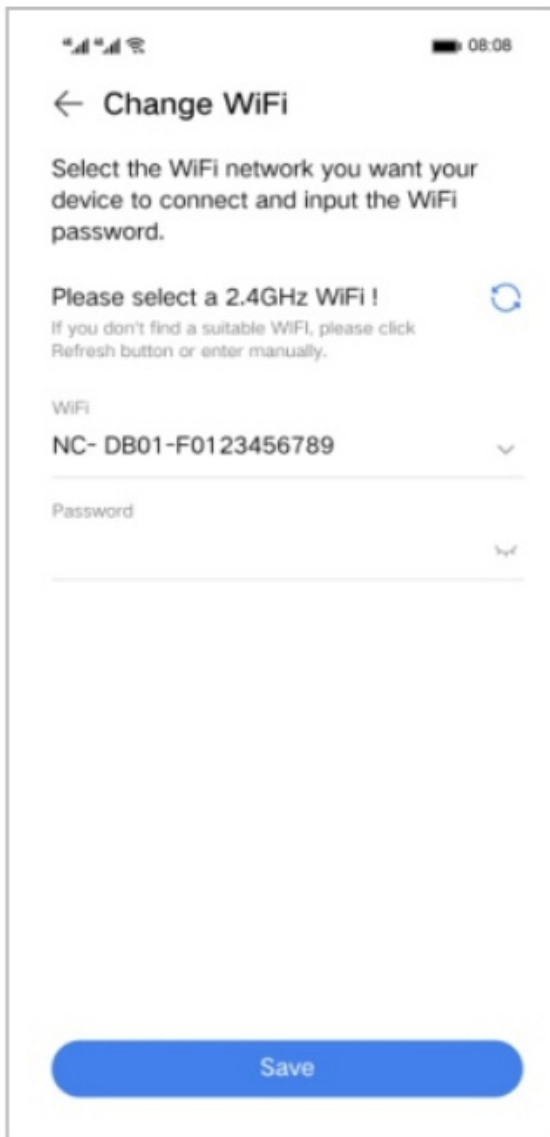 08:08
← Change WiFi
Select the WiFi network you want your
device to connect and input the WiFi
password.
Please select a 2.4GHz WiFi !
If you don't find a suitable WIFI, please click
Refresh button or enter manually.
WiFi
NC- DB01-F0123456789
Password
Save